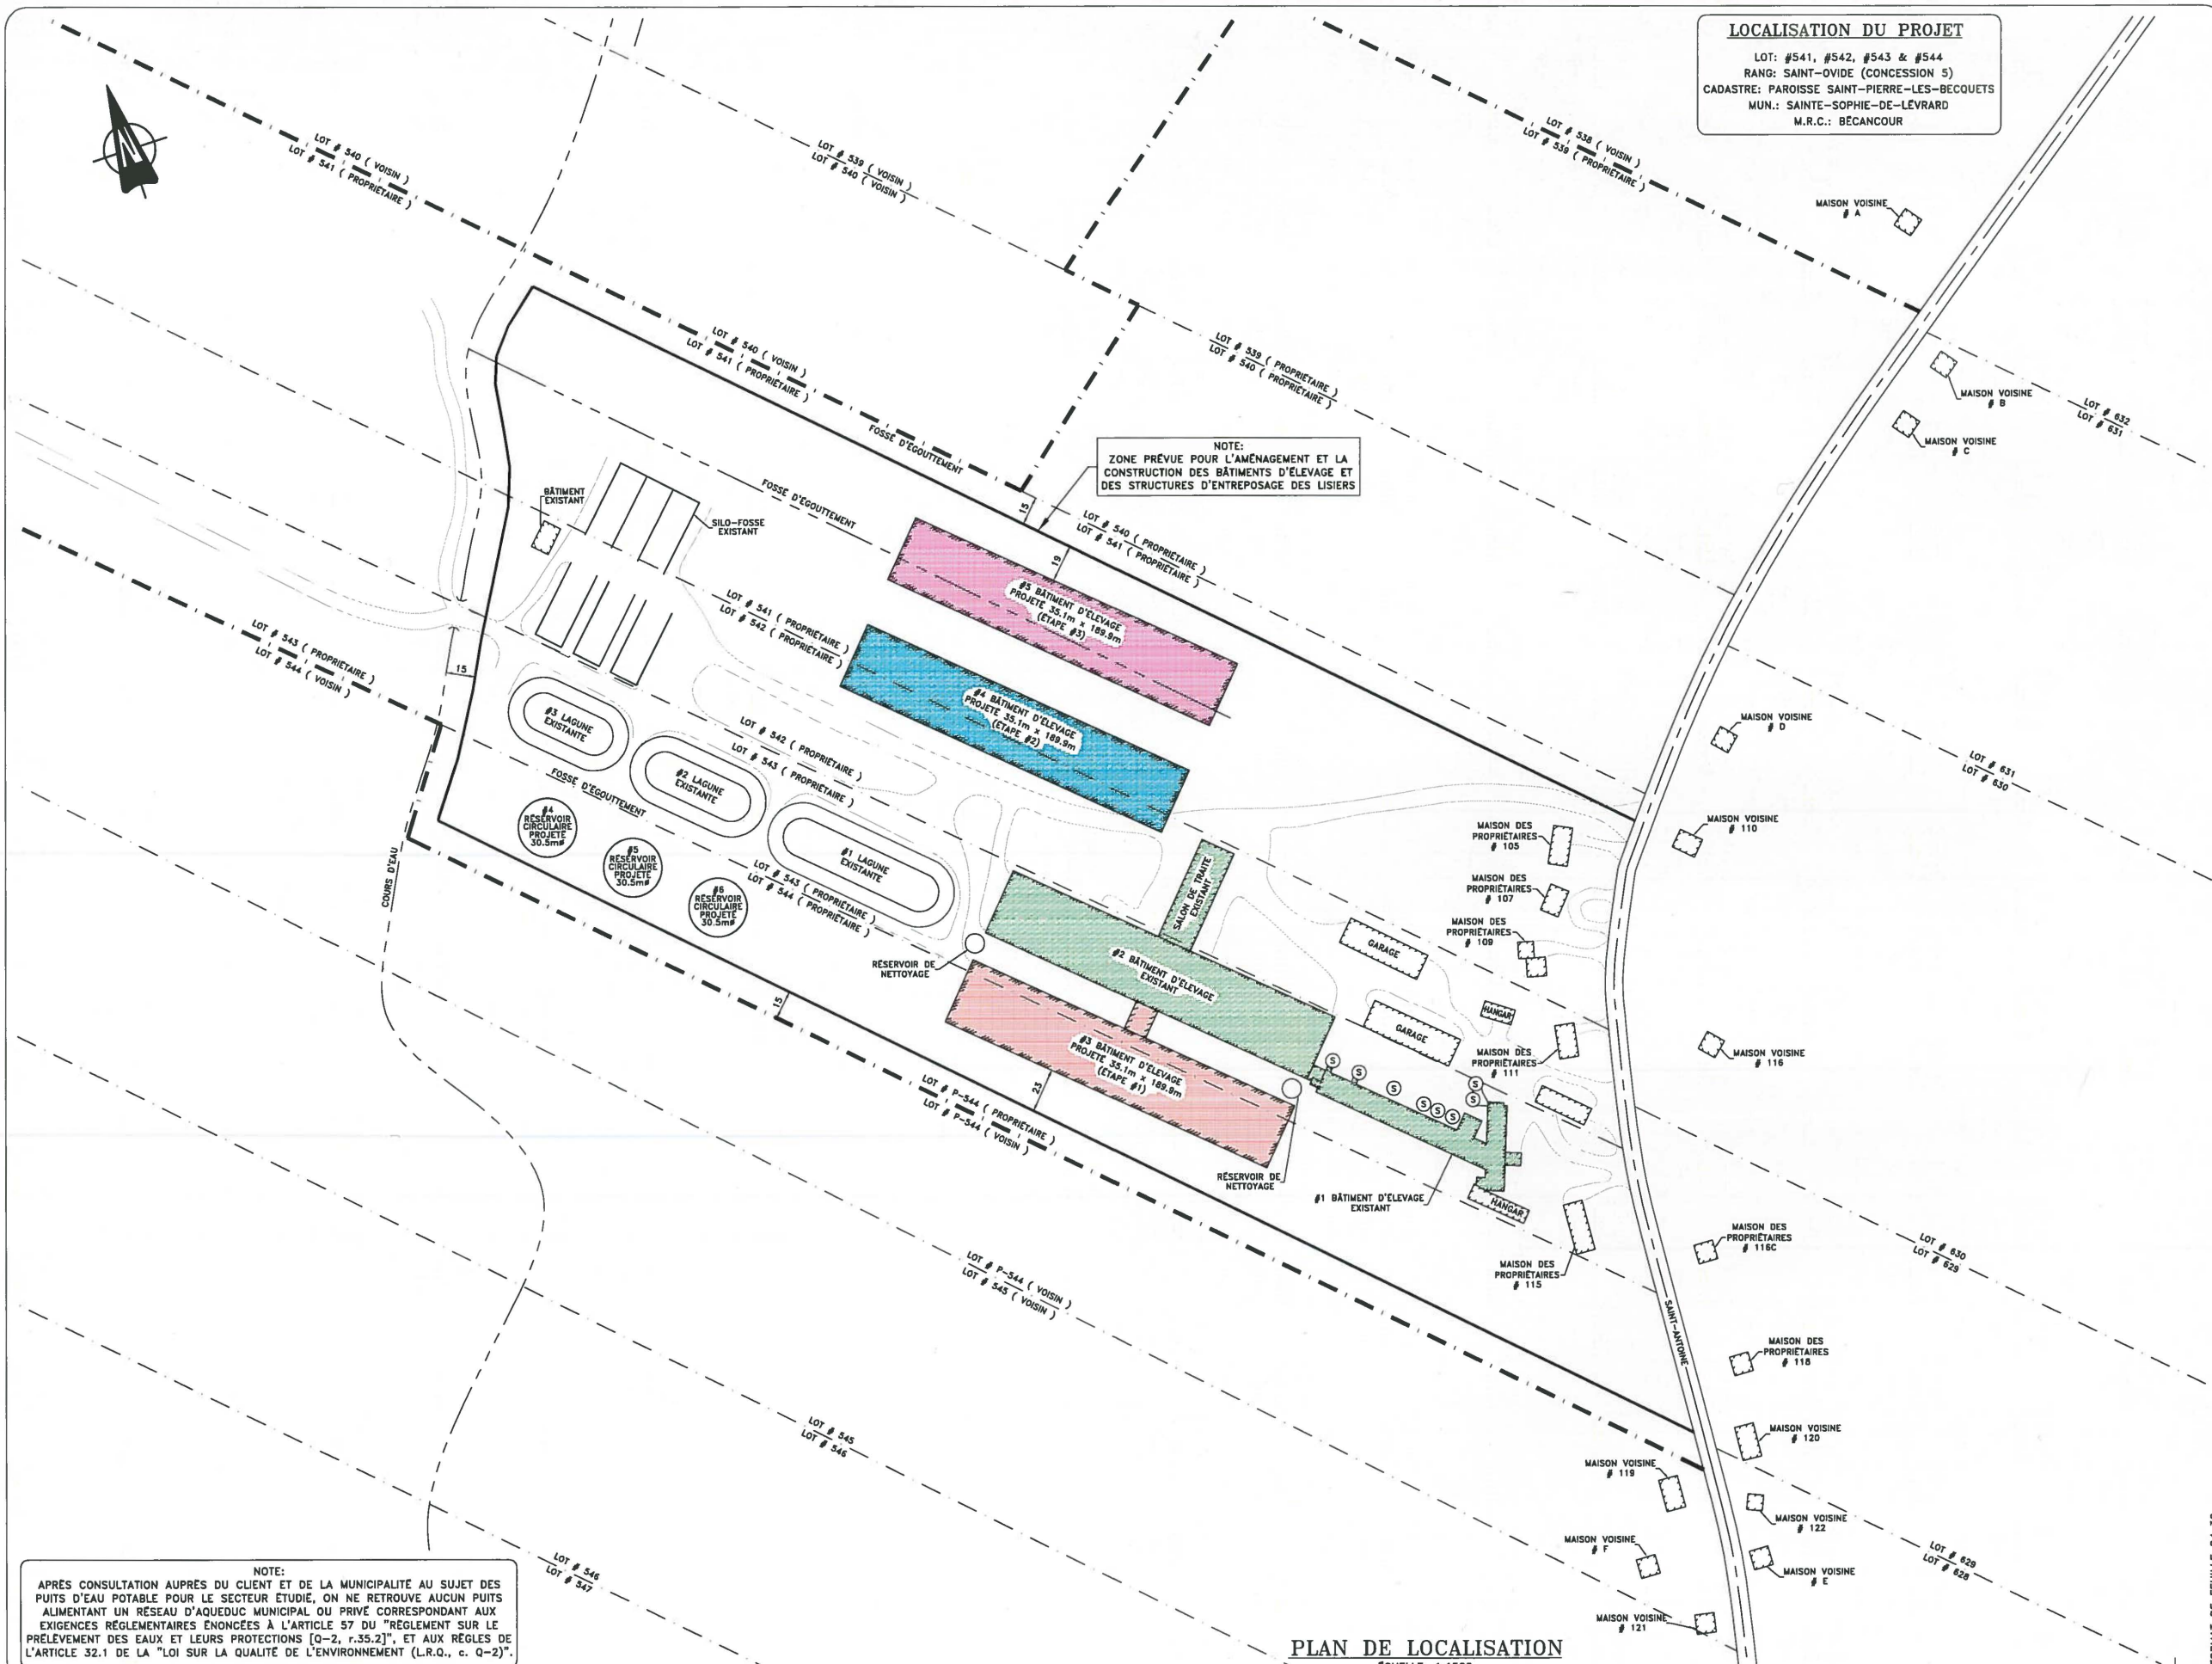 LOCALISATION DU PROJET
LOT: #541, #542, #543 & #544
RANG: SAINT-OVIDE (CONCESSION 5)
CADASTRE: PAROISSE SAINT-PIERRE-LES-BECQUETS
MUN.: SAINTE-SOPHIE-DE-LÉVRARD
M.R.C.: BÉCANCOUR
N
LOT # 540 ( VOISIN )
LOT # 541 ( PROPRIÉTAIRE )
LOT # 539 ( VOISIN )
LOT # 540 ( VOISIN )
LOT # 538 ( VOISIN )
LOT # 539 ( PROPRIÉTAIRE )
MAISON VOISINE
# A
LOT # 540 ( VOISIN )
LOT # 541 ( PROPRIÉTAIRE )
LOT # 539 ( PROPRIÉTAIRE )
LOT # 540 ( PROPRIÉTAIRE )
MAISON VOISINE
# B
MAISON VOISINE
# C
LOT # 632
LOT # 631
FOSSÉ D'ÉGOUTTEMENT
NOTE:
ZONE PRÉVUE POUR L'AMÉNAGEMENT ET LA
CONSTRUCTION DES BÂTIMENTS D'ÉLEVAGE ET
DES STRUCTURES D'ENTREPOSAGE DES LISIERS
FOSSÉ D'ÉGOUTTEMENT
BÂTIMENT
EXISTANT
SILO-FOSSE
EXISTANT
15
LOT # 540 ( PROPRIÉTAIRE )
LOT # 541 ( PROPRIÉTAIRE )
19
#5 BÂTIMENT D'ÉLEVAGE
PROJETÉ 35.1m x 189.9m
(ÉTAPE #3)
LOT # 541 ( PROPRIÉTAIRE )
LOT # 542 ( PROPRIÉTAIRE )
LOT # 543 ( PROPRIÉTAIRE )
LOT # 544 ( VOISIN )
15
#4 BÂTIMENT D'ÉLEVAGE
PROJETÉ 35.1m x 189.9m
(ÉTAPE #2)
#3 LAGUNE
EXISTANTE
#2 LAGUNE
EXISTANTE
LOT # 542 ( PROPRIÉTAIRE )
LOT # 543 ( PROPRIÉTAIRE )
MAISON VOISINE
# D
LOT # 631
LOT # 630
FOSSÉ D'ÉGOUTTEMENT
#4
RÉSERVOIR
CIRCULAIRE
PROJETÉ
30.5mø
#5
RÉSERVOIR
CIRCULAIRE
PROJETÉ
30.5mø
#6
RÉSERVOIR
CIRCULAIRE
PROJETÉ
30.5mø
#1 LAGUNE
EXISTANTE
LOT # 543 ( PROPRIÉTAIRE )
LOT # 544 ( PROPRIÉTAIRE )
COURS D'EAU
MAISON VOISINE
# 110
MAISON DES
PROPRIÉTAIRES
# 105
MAISON DES
PROPRIÉTAIRES
# 107
MAISON DES
PROPRIÉTAIRES
# 109
SALON DE TRAITE
EXISTANT
GARAGE
RÉSERVOIR DE
NETTOYAGE
#2 BÂTIMENT D'ÉLEVAGE
EXISTANT
15
GARAGE
HANGAR
MAISON DES
PROPRIÉTAIRES
# 111
MAISON VOISINE
# 116
#3 BÂTIMENT D'ÉLEVAGE
PROJETÉ 35.1m x 189.9m
(ÉTAPE #1)
23
S
S
S
S
S
S
S
S
LOT # P-544 ( PROPRIÉTAIRE )
LOT # P-544 ( VOISIN )
RÉSERVOIR DE
NETTOYAGE
#1 BÂTIMENT D'ÉLEVAGE
EXISTANT
HANGAR
MAISON DES
PROPRIÉTAIRES
# 115
MAISON DES
PROPRIÉTAIRES
# 116C
LOT # 630
LOT # 629
LOT # P-544 ( VOISIN )
LOT # 545 ( VOISIN )
SAINT-ANTOINE
MAISON DES
PROPRIÉTAIRES
# 118
LOT # 545
LOT # 546
MAISON VOISINE
# 120
MAISON VOISINE
# 119
MAISON VOISINE
# 122
MAISON VOISINE
# F
MAISON VOISINE
# E
LOT # 629
LOT # 628
LOT # 546
LOT # 547
MAISON VOISINE
# 121
NOTE:
APRÈS CONSULTATION AUPRÈS DU CLIENT ET DE LA MUNICIPALITÉ AU SUJET DES
PUITS D'EAU POTABLE POUR LE SECTEUR ÉTUDIÉ, ON NE RETROUVE AUCUN PUITS
ALIMENTANT UN RÉSEAU D'AQUEDUC MUNICIPAL OU PRIVÉ CORRESPONDANT AUX
EXIGENCES RÉGLEMENTAIRES ÉNONCÉES À L'ARTICLE 57 DU "RÈGLEMENT SUR LE
PRÉLÈVEMENT DES EAUX ET LEURS PROTECTIONS [Q-2, r.35.2]", ET AUX RÈGLES DE
L'ARTICLE 32.1 DE LA "LOI SUR LA QUALITÉ DE L'ENVIRONNEMENT (L.R.Q., c. Q-2)".
PLAN DE LOCALISATION